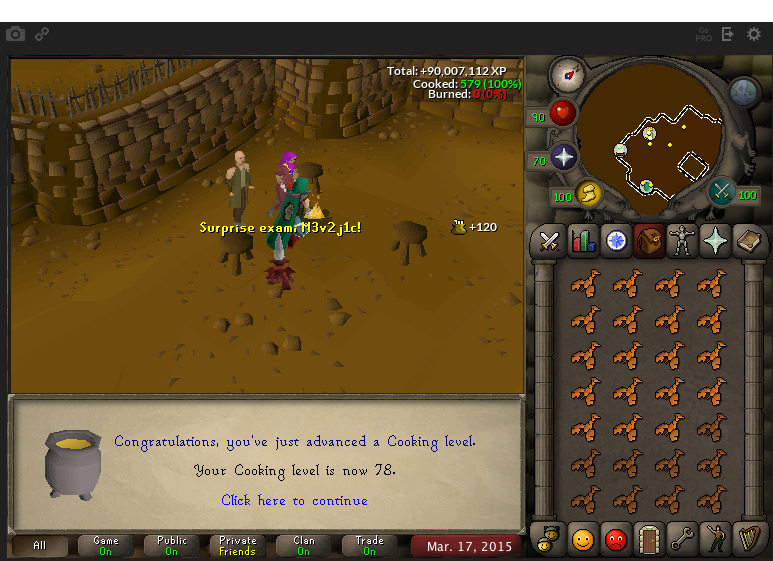 Go
PRO
Total: +90,007,112 XP
Cooked: 579 (100%)
Burned: 0 (0%)
90
70
100
100
Surprise exam: M3v2j1c!
+120
Congratulations, you've just advanced a Cooking level.
Your Cooking level is now 78.
Click here to continue
All
Game
On
Public
On
Private
Friends
Clan
On
Trade
On
Mar. 17, 2015